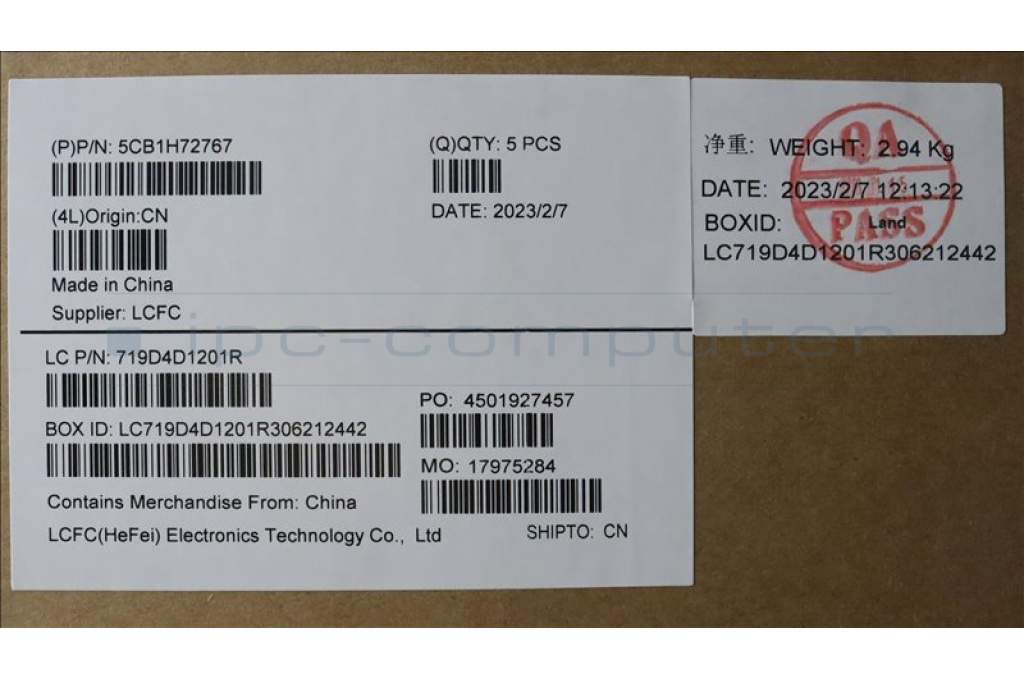 (P)P/N: 5CB1H72767
(Q)QTY: 5 PCS
(4L)Origin:CN
DATE: 2023/2/7
Made in China
Supplier: LCFC
净重: WEIGHT: 2.94 Kg
DATE: 2023/2/7 12:13:22
BOXID: Land
LC719D4D1201R306212442
QA
PASS
ipc-computer
LC P/N: 719D4D1201R
PO: 4501927457
BOX ID: LC719D4D1201R306212442
MO: 17975284
Contains Merchandise From: China
LCFC(HeFei) Electronics Technology Co., Ltd
SHIPTO: CN